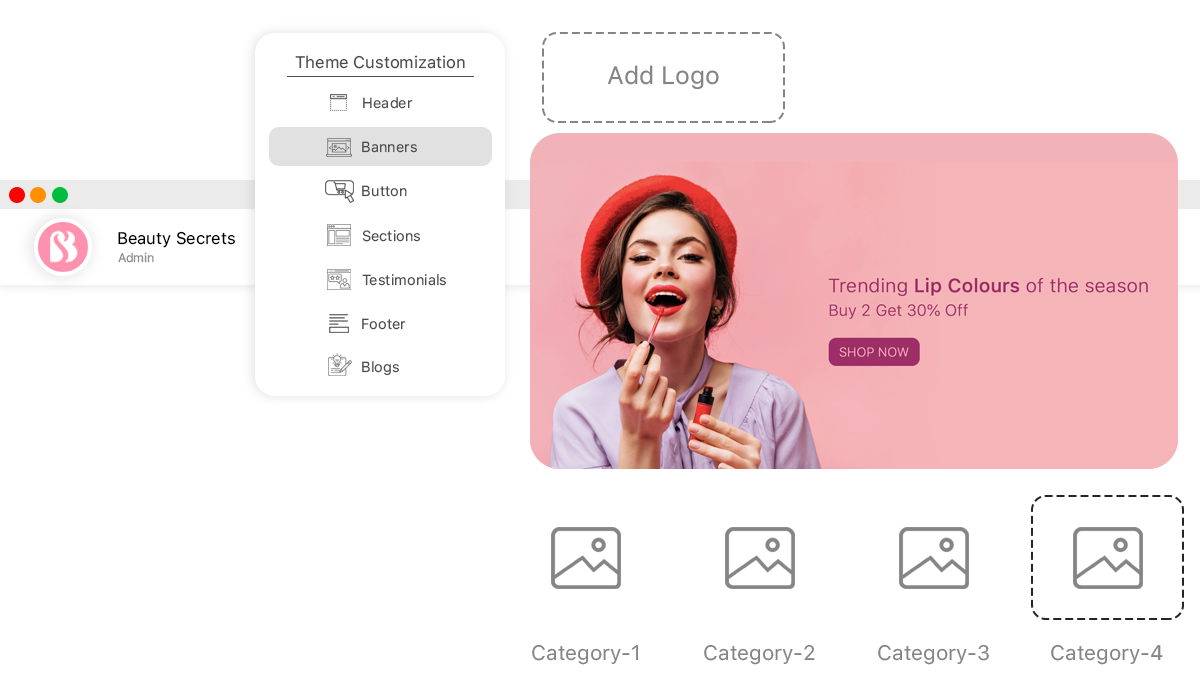 Theme Customization
Header
Banners
Button
Sections
Testimonials
Footer
Blogs
Beauty Secrets
Admin
Add Logo
Trending Lip Colours of the season
Buy 2 Get 30% Off
SHOP NOW
Category-1
Category-2
Category-3
Category-4